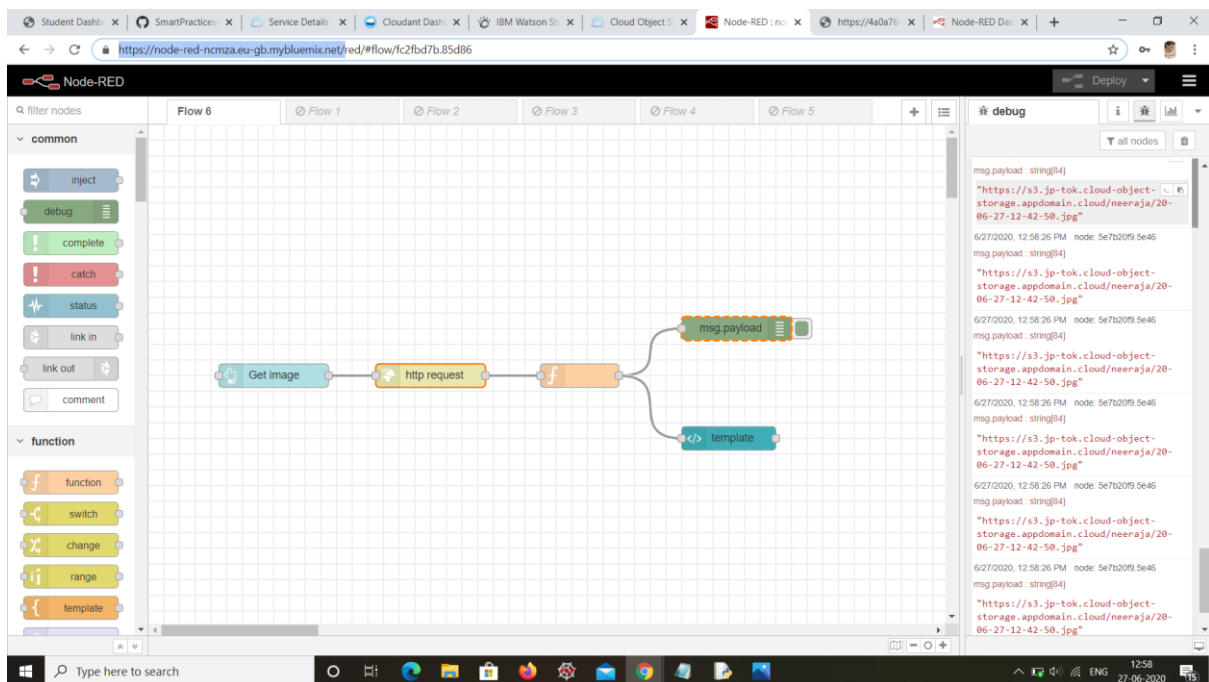 Student Dashb
SmartPractices
Service Details
Cloudant Dash
IBM Watson St
Cloud Object S
Node-RED : no
https://4a0a76
Node-RED Das
https://node-red-ncmza.eu-gb.mybluemix.net/red/#flow/fc2fbd7b.85d86
Node-RED
Deploy
filter nodes
Flow 6
Flow 1
Flow 2
Flow 3
Flow 4
Flow 5
debug
i
all nodes
common
inject
debug
complete
catch
status
link in
link out
comment
function
function
switch
change
range
template
Get image
http request
f
msg.payload
template
msg.payload : string[84]
"https://s3.jp-tok.cloud-object-
storage.appdomain.cloud/neeraja/20-
06-27-12-42-50.jpg"
6/27/2020, 12:58:26 PM node: 5e7b20f9.5e46
msg.payload : string[84]
"https://s3.jp-tok.cloud-object-
storage.appdomain.cloud/neeraja/20-
06-27-12-42-50.jpg"
6/27/2020, 12:58:26 PM node: 5e7b20f9.5e46
msg.payload : string[84]
"https://s3.jp-tok.cloud-object-
storage.appdomain.cloud/neeraja/20-
06-27-12-42-50.jpg"
6/27/2020, 12:58:26 PM node: 5e7b20f9.5e46
msg.payload : string[84]
"https://s3.jp-tok.cloud-object-
storage.appdomain.cloud/neeraja/20-
06-27-12-42-50.jpg"
6/27/2020, 12:58:26 PM node: 5e7b20f9.5e46
msg.payload : string[84]
"https://s3.jp-tok.cloud-object-
storage.appdomain.cloud/neeraja/20-
06-27-12-42-50.jpg"
6/27/2020, 12:58:26 PM node: 5e7b20f9.5e46
msg.payload : string[84]
"https://s3.jp-tok.cloud-object-
storage.appdomain.cloud/neeraja/20-
06-27-12-42-50.jpg"
Type here to search
ENG
12:58
27-06-2020
15